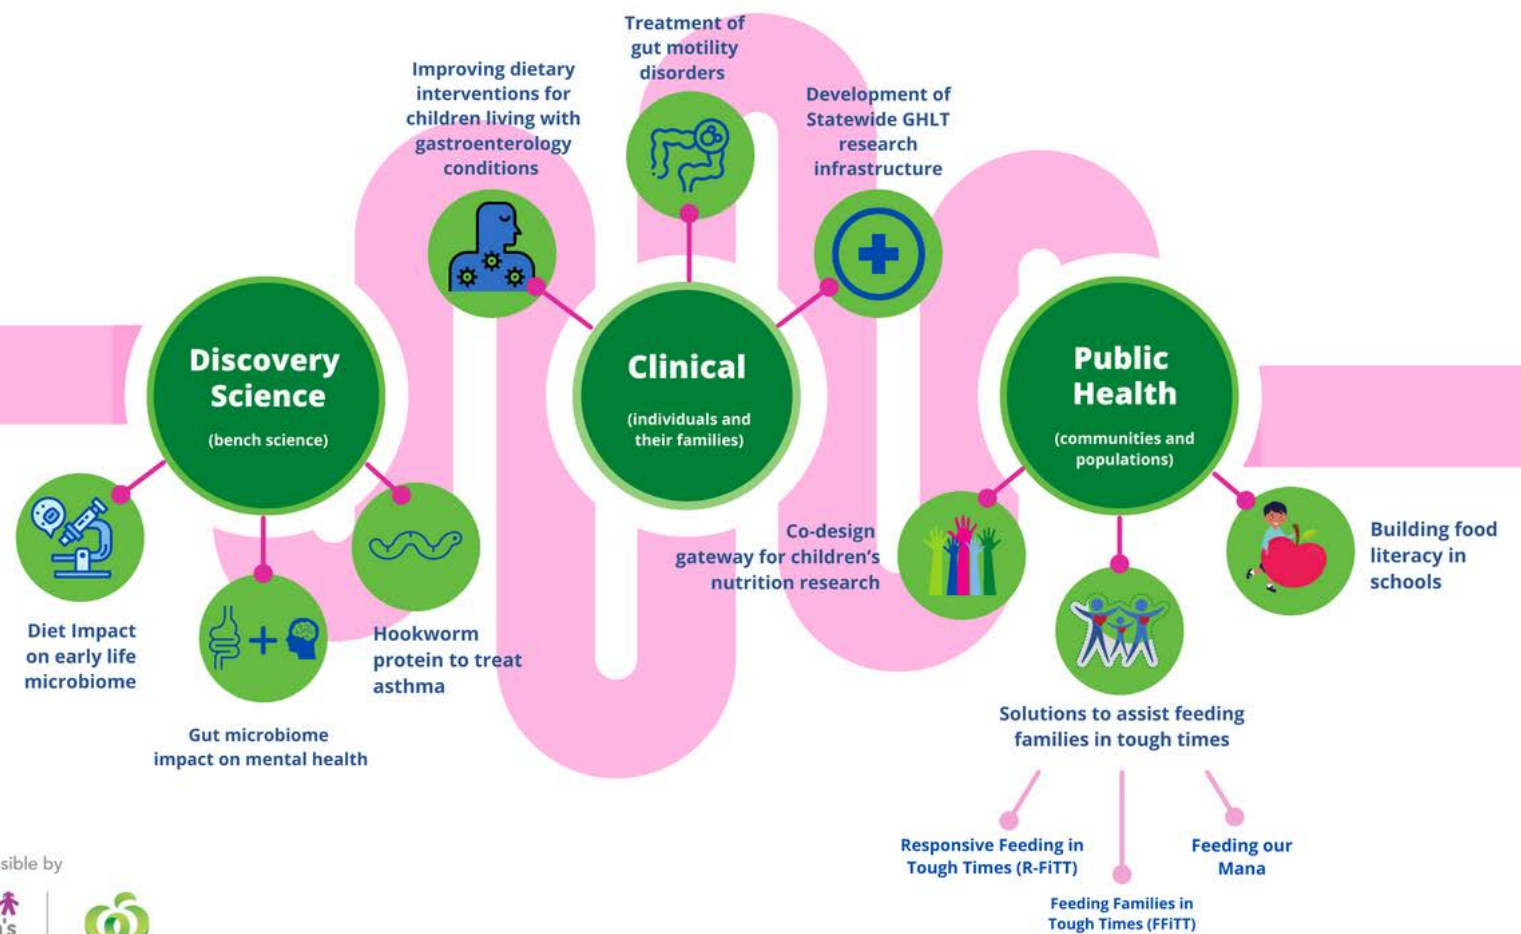 Treatment of
gut motility
disorders
Improving dietary
interventions for
children living with
gastroenterology
conditions
Development of
Statewide GHLT
research
infrastructure
Discovery
Science
(bench science)
Clinical
(individuals and
their families)
Public
Health
(communities and
populations)
Diet Impact
on early life
microbiome
Gut microbiome
impact on mental health
Hookworm
protein to treat
asthma
Co-design
gateway for children's
nutrition research
Solutions to assist feeding
families in tough times
Building food
literacy in
schools
Responsive Feeding in
Tough Times (R-FiTT)
Feeding Families in
Tough Times (FFiTT)
Feeding our
Mana
sible by
's